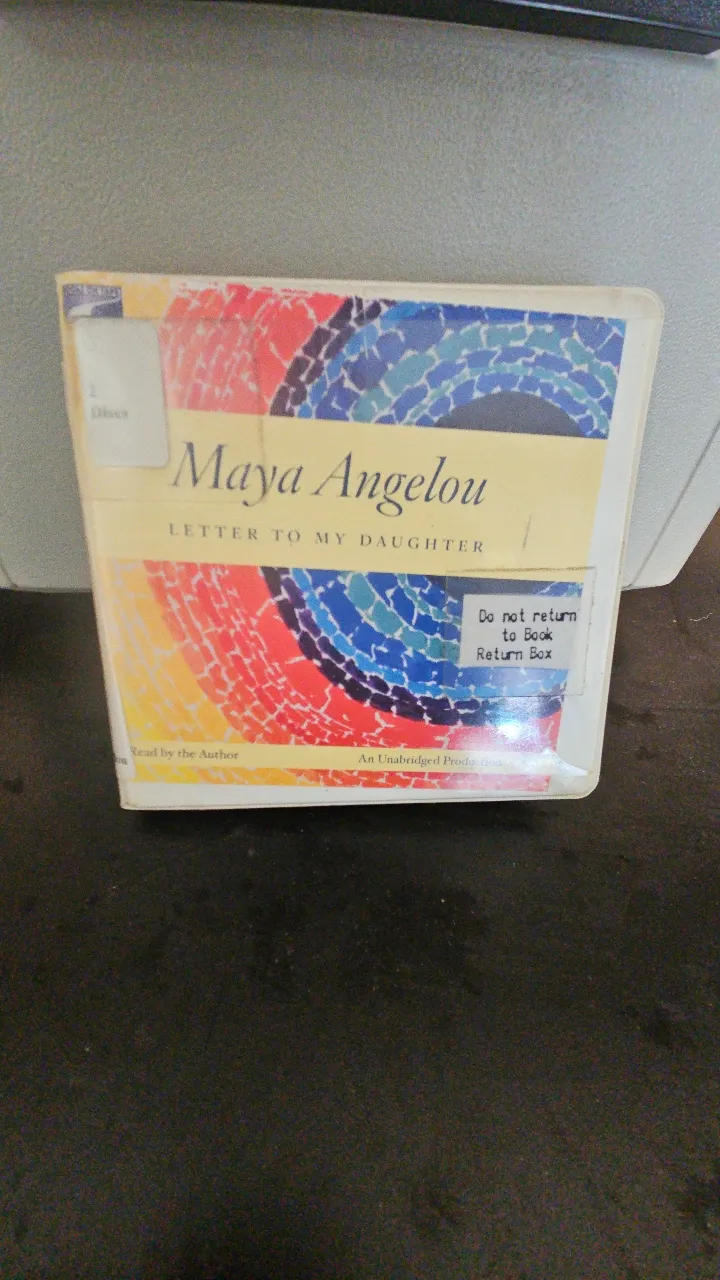 Discs
Maya Angelou
LETTER TO MY DAUGHTER
Do not return
to Book
Return Box
Read by the Author
An Unabridged Production